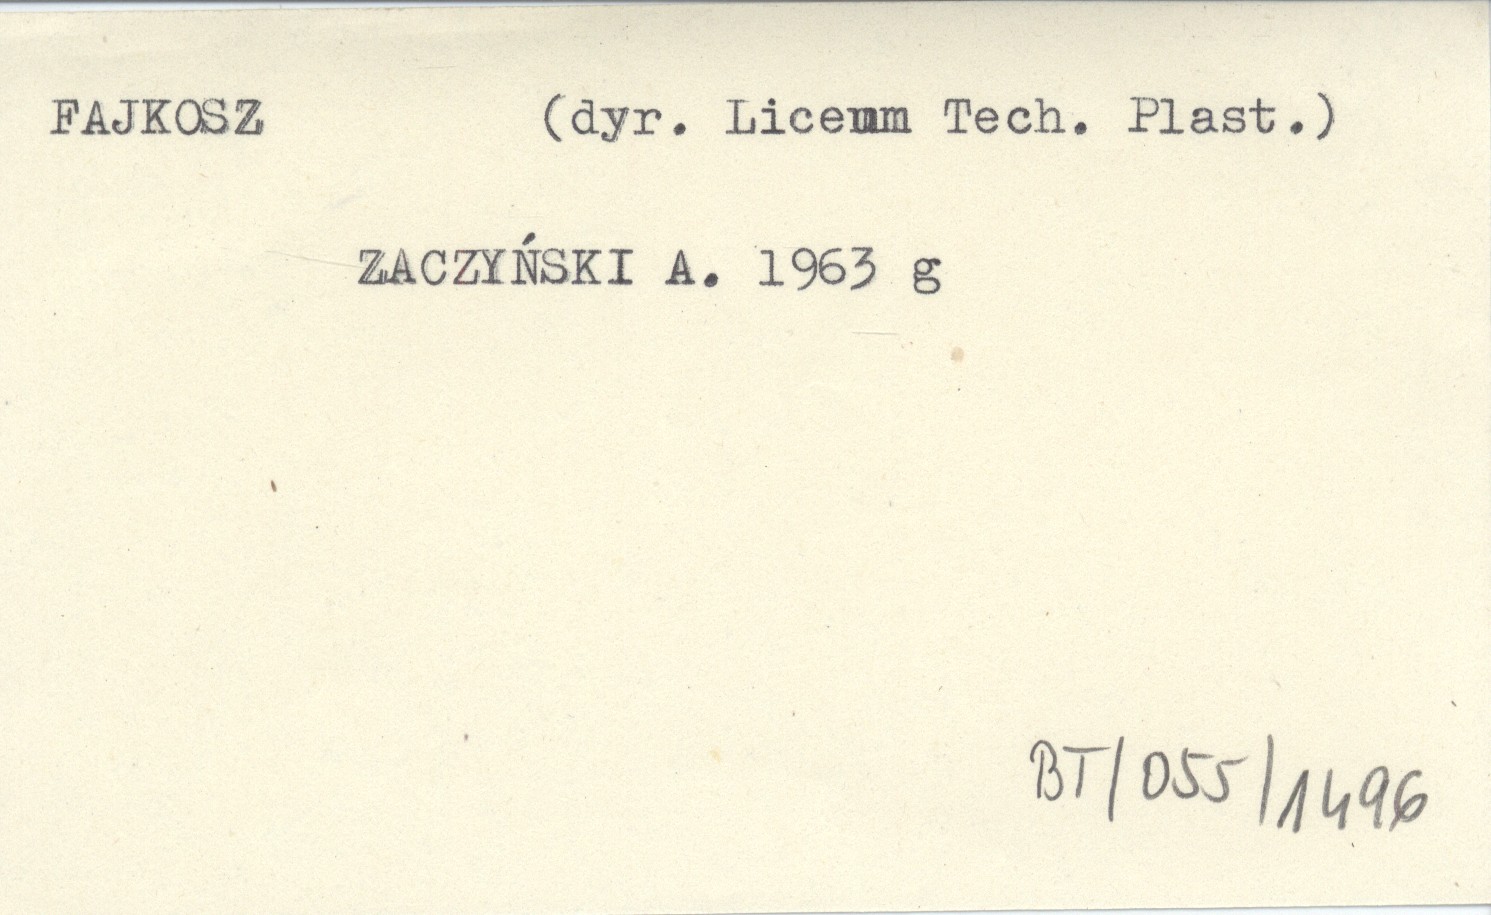 FAJKOSZ (dyr. Liceum Tech. Plast.)
ZACZYŃSKI A. 1963 g
BT/055/1496